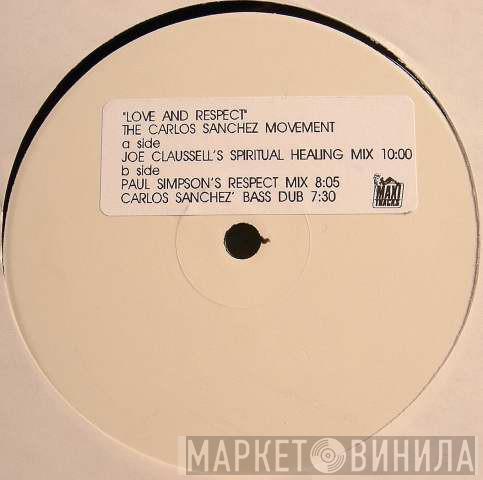 "LOVE AND RESPECT"
THE CARLOS SANCHEZ MOVEMENT
a side
JOE CLAUSSELL'S SPIRITUAL HEALING MIX 10:00
b side
PAUL SIMPSON'S RESPECT MIX 8:05
CARLOS SANCHEZ' BASS DUB 7:30
MAXI
TRACKS
МАРКЕТ ВИНИЛА